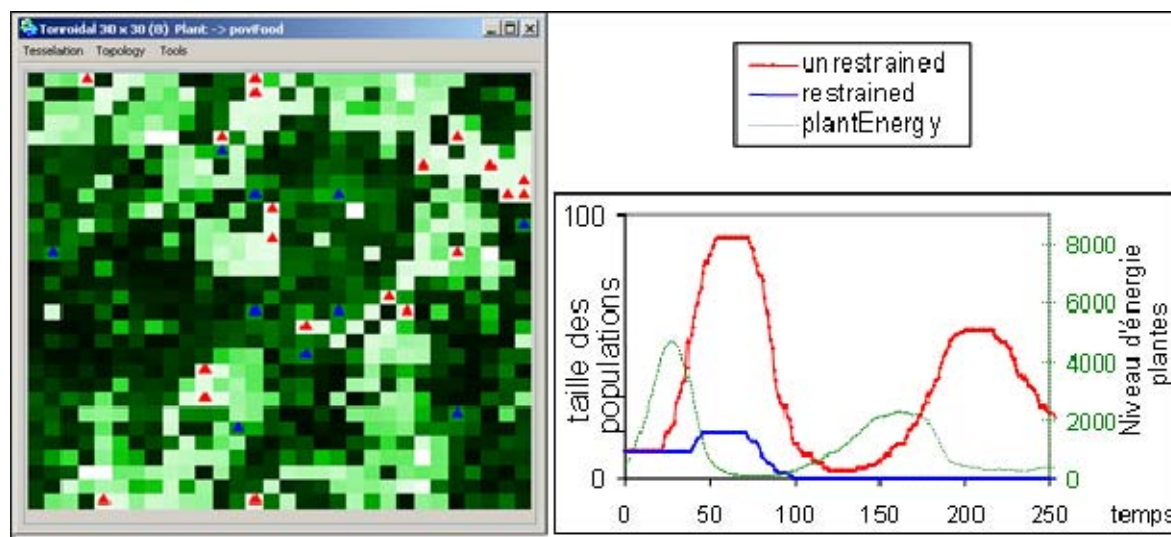 Torroidal 30 x 30 (8) Plant -> poviFood
Tesselation Topology Tools
unrestrained
restrained
plantEnergy
taille des
populations
100
0
8000
6000
4000
2000
0
Niveau d'énergie
plantes
0 50 100 150 200 250 temps